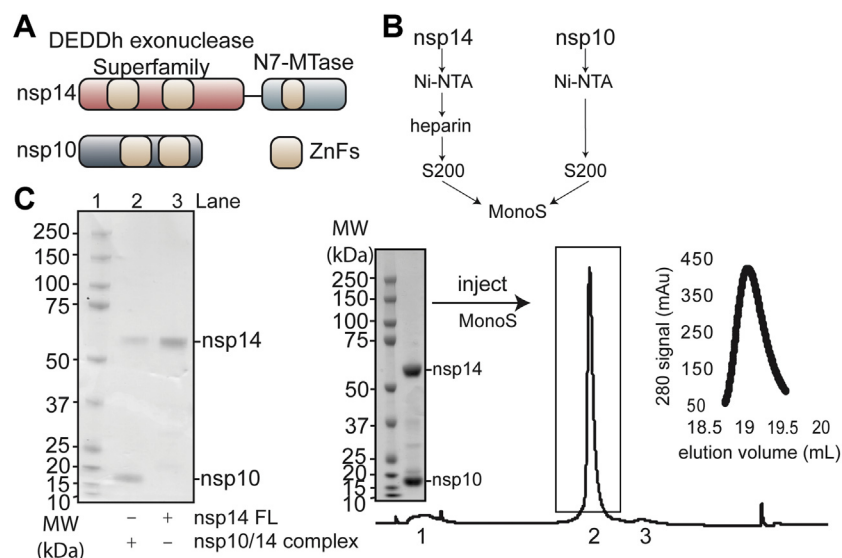 A
DEDDh exonuclease
Superfamily
N7-MTase
nsp14
nsp10
ZnFs
B
nsp14
nsp10
Ni-NTA
Ni-NTA
heparin
S200
S200
MonoS
C
1 2 3 Lane
250
150
100
75
50
37
25
20
15
10
nsp14
nsp10
MW
(kDa)
– + nsp14 FL
+ – nsp10/14 complex
MW
(kDa)
250
150
100
75
50
37
25
20
15
10
nsp14
nsp10
inject
MonoS
1
2
3
280 signal (mAu)
450
350
250
150
50
18.5 19 19.5 20
elution volume (mL)